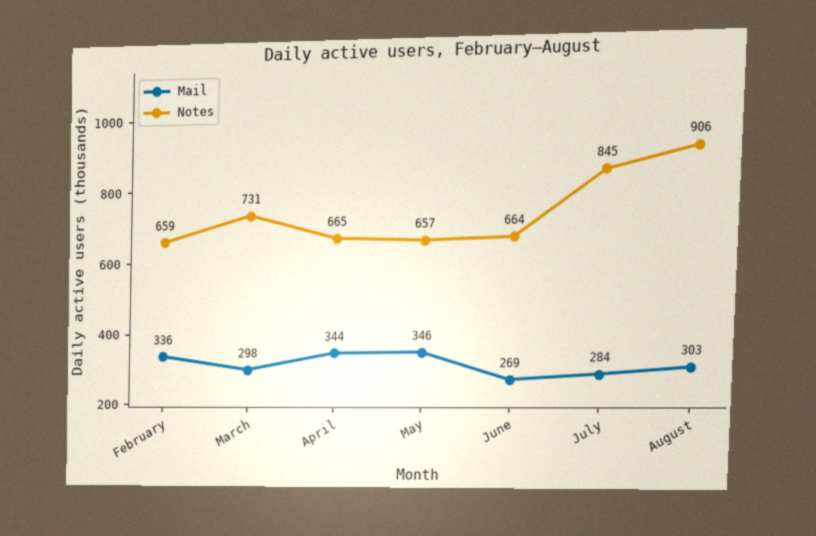 Daily active users, February–August
Mail
Notes
Daily active users (thousands)
1000
800
600
400
200
659
731
665
657
664
845
906
336
298
344
346
269
284
303
February
March
April
May
June
July
August
Month